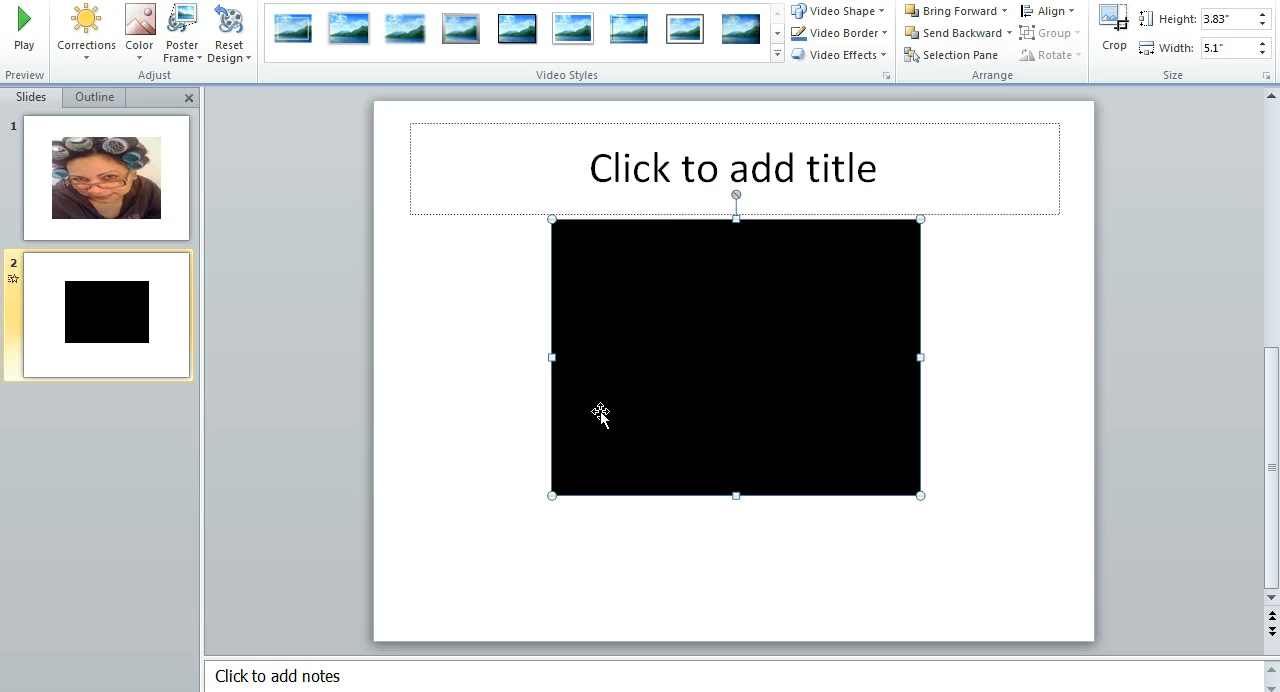 Play
Corrections
Color
Poster Frame
Reset Design
Video Shape
Video Border
Video Effects
Bring Forward
Send Backward
Selection Pane
Align
Group
Rotate
Crop
Height: 3.83"
Width: 5.1"
Preview
Adjust
Video Styles
Arrange
Size
Slides
Outline
1
2
Click to add title
Click to add notes